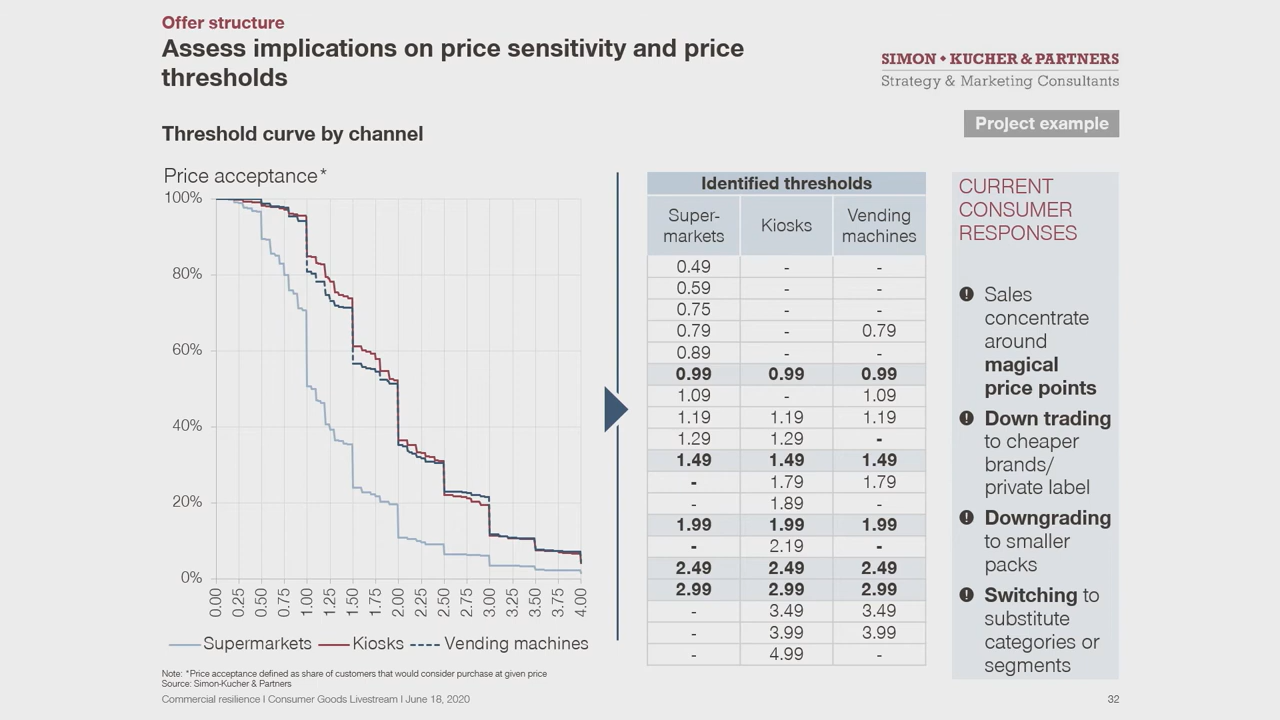 Offer structure
Assess implications on price sensitivity and price
thresholds
SIMON ♦ KUCHER & PARTNERS
Strategy & Marketing Consultants
Project example
Threshold curve by channel
Price acceptance*
100%
80%
60%
40%
20%
0%
0.00 0.25 0.50 0.75 1.00 1.25 1.50 1.75 2.00 2.25 2.50 2.75 3.00 3.25 3.50 3.75 4.00
Supermarkets Kiosks Vending machines
Identified thresholds
Super-
markets
Kiosks
Vending
machines
0.49 - -
0.59 - -
0.75 - -
0.79 - 0.79
0.89 - -
0.99 0.99 0.99
1.09 - 1.09
1.19 1.19 1.19
1.29 1.29 -
1.49 1.49 1.49
- 1.79 1.79
- 1.89 -
1.99 1.99 1.99
- 2.19 -
2.49 2.49 2.49
2.99 2.99 2.99
- 3.49 3.49
- 3.99 3.99
- 4.99 -
CURRENT
CONSUMER
RESPONSES
! Sales
concentrate
around
magical
price points
! Down trading
to cheaper
brands/
private label
! Downgrading
to smaller
packs
! Switching to
substitute
categories or
segments
Note: *Price acceptance defined as share of customers that would consider purchase at given price
Source: Simon-Kucher & Partners
Commercial resilience I Consumer Goods Livestream I June 18, 2020
32